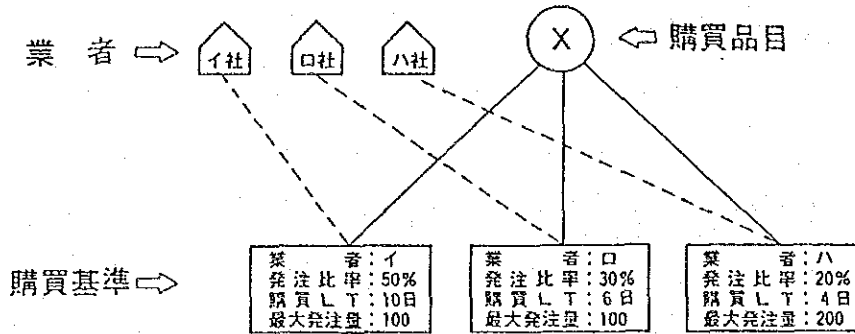 業者 ⇨ イ社 ロ社 ハ社 X ⇦ 購買品目
購買基準 ⇨
業者：イ
発注比率：50%
購買LT：10日
最大発注量：100
業者：ロ
発注比率：30%
購買LT：6日
最大発注量：100
業者：ハ
発注比率：20%
購買LT：4日
最大発注量：200